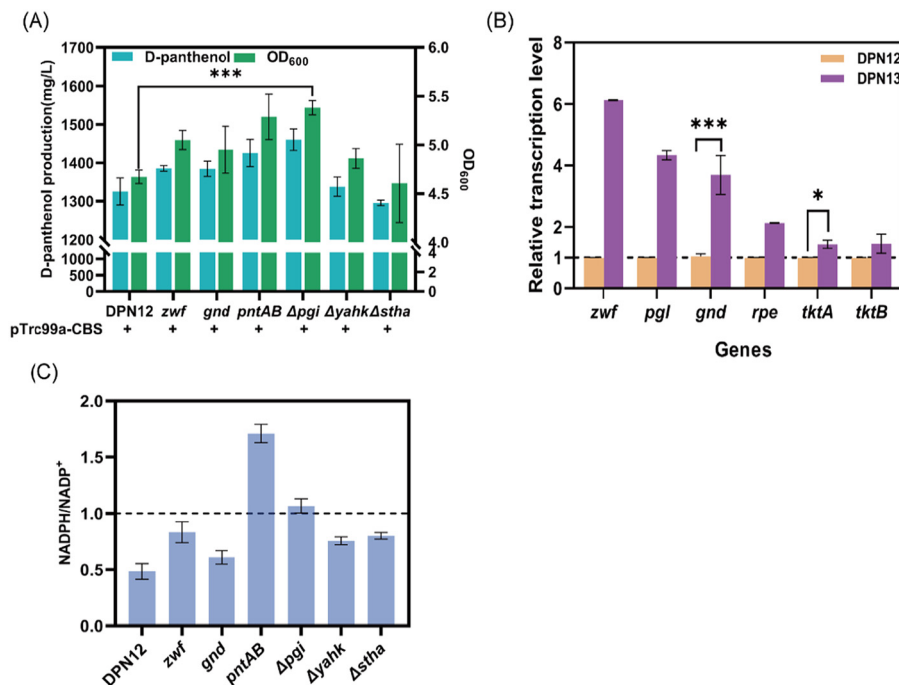 (A)
D-panthenol OD600
***
D-panthenol production(mg/L)
1700
1600
1500
1400
1300
1200
1000
500
0
6.0
5.5
5.0
4.5
4.0
4
2
0
OD600
DPN12 zwf gnd pntAB Δpgi Δyahk Δstha
pTrc99a-CBS + + + + + + +
(B)
DPN12
DPN13
***
*
Relative transcription level
8
6
4
2
1
0
zwf pgl gnd rpe tktA tktB
Genes
(C)
NADPH/NADP+
2.0
1.5
1.0
0.5
0.0
DPN12 zwf gnd pntAB Δpgi Δyahk Δstha